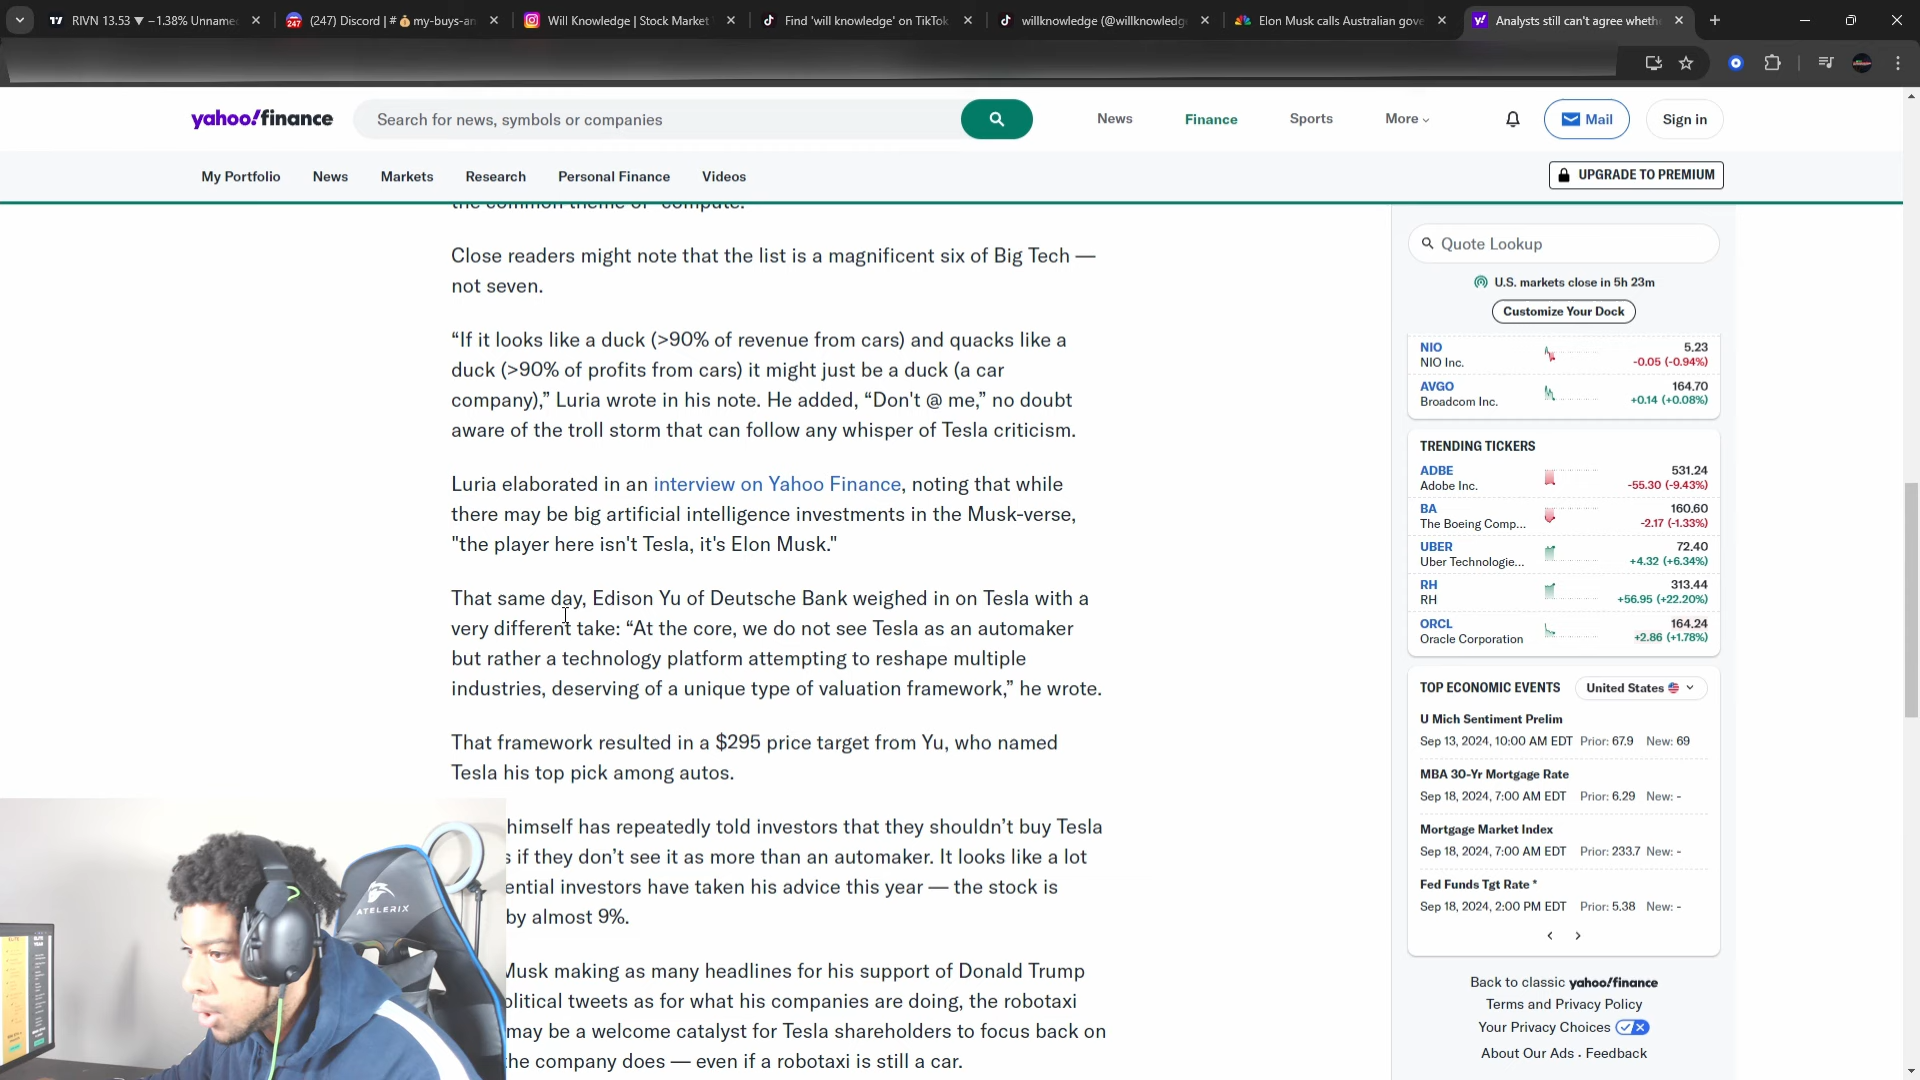 RIVN 13.53 ▼ −1.38% Unname
(247) Discord | # 💰my-buys-an
Will Knowledge | Stock Market
Find 'will knowledge' on TikTok
willknowledge (@willknowledg
Elon Musk calls Australian gove
Analysts still can't agree wheth
yahoo!finance
Search for news, symbols or companies
News
Finance
Sports
More
Mail
Sign in
My Portfolio
News
Markets
Research
Personal Finance
Videos
UPGRADE TO PREMIUM
the common theme of "compute."
Close readers might note that the list is a magnificent six of Big Tech —
not seven.
“If it looks like a duck (>90% of revenue from cars) and quacks like a
duck (>90% of profits from cars) it might just be a duck (a car
company),” Luria wrote in his note. He added, “Don't @ me,” no doubt
aware of the troll storm that can follow any whisper of Tesla criticism.
Luria elaborated in an interview on Yahoo Finance, noting that while
there may be big artificial intelligence investments in the Musk-verse,
"the player here isn't Tesla, it's Elon Musk."
That same day, Edison Yu of Deutsche Bank weighed in on Tesla with a
very different take: “At the core, we do not see Tesla as an automaker
but rather a technology platform attempting to reshape multiple
industries, deserving of a unique type of valuation framework,” he wrote.
That framework resulted in a $295 price target from Yu, who named
Tesla his top pick among autos.
himself has repeatedly told investors that they shouldn’t buy Tesla
s if they don’t see it as more than an automaker. It looks like a lot
ential investors have taken his advice this year — the stock is
by almost 9%.
Musk making as many headlines for his support of Donald Trump
olitical tweets as for what his companies are doing, the robotaxi
may be a welcome catalyst for Tesla shareholders to focus back on
he company does — even if a robotaxi is still a car.
ATELERIX
Quote Lookup
U.S. markets close in 5h 23m
Customize Your Dock
NIO 5.23
NIO Inc. -0.05 (-0.94%)
AVGO 164.70
Broadcom Inc. +0.14 (+0.08%)
TRENDING TICKERS
ADBE 531.24
Adobe Inc. -55.30 (-9.43%)
BA 160.60
The Boeing Comp... -2.17 (-1.33%)
UBER 72.40
Uber Technologie... +4.32 (+6.34%)
RH 313.44
RH +56.95 (+22.20%)
ORCL 164.24
Oracle Corporation +2.86 (+1.78%)
TOP ECONOMIC EVENTS United States
U Mich Sentiment Prelim
Sep 13, 2024, 10:00 AM EDT Prior: 67.9 New: 69
MBA 30-Yr Mortgage Rate
Sep 18, 2024, 7:00 AM EDT Prior: 6.29 New: -
Mortgage Market Index
Sep 18, 2024, 7:00 AM EDT Prior: 233.7 New: -
Fed Funds Tgt Rate *
Sep 18, 2024, 2:00 PM EDT Prior: 5.38 New: -
Back to classic yahoo!finance
Terms and Privacy Policy
Your Privacy Choices
About Our Ads . Feedback